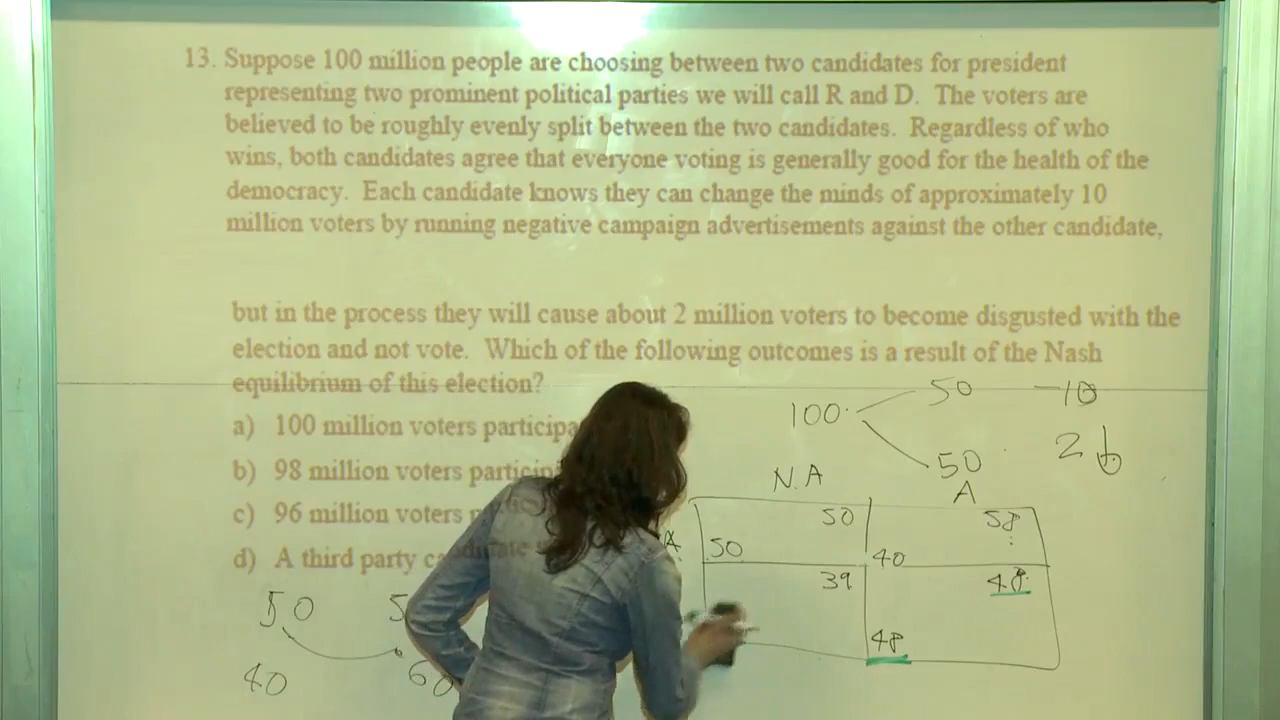 13. Suppose 100 million people are choosing between two candidates for president
representing two prominent political parties we will call R and D. The voters are
believed to be roughly evenly split between the two candidates. Regardless of who
wins, both candidates agree that everyone voting is generally good for the health of the
democracy. Each candidate knows they can change the minds of approximately 10
million voters by running negative campaign advertisements against the other candidate,
but in the process they will cause about 2 million voters to become disgusted with the
election and not vote. Which of the following outcomes is a result of the Nash
equilibrium of this election?
a) 100 million voters participa
b) 98 million voters particip
c) 96 million voters
d) A third party
100 50 -10
50 2
N.A A
50 58
50 40
39 48
48
50 5
40 60